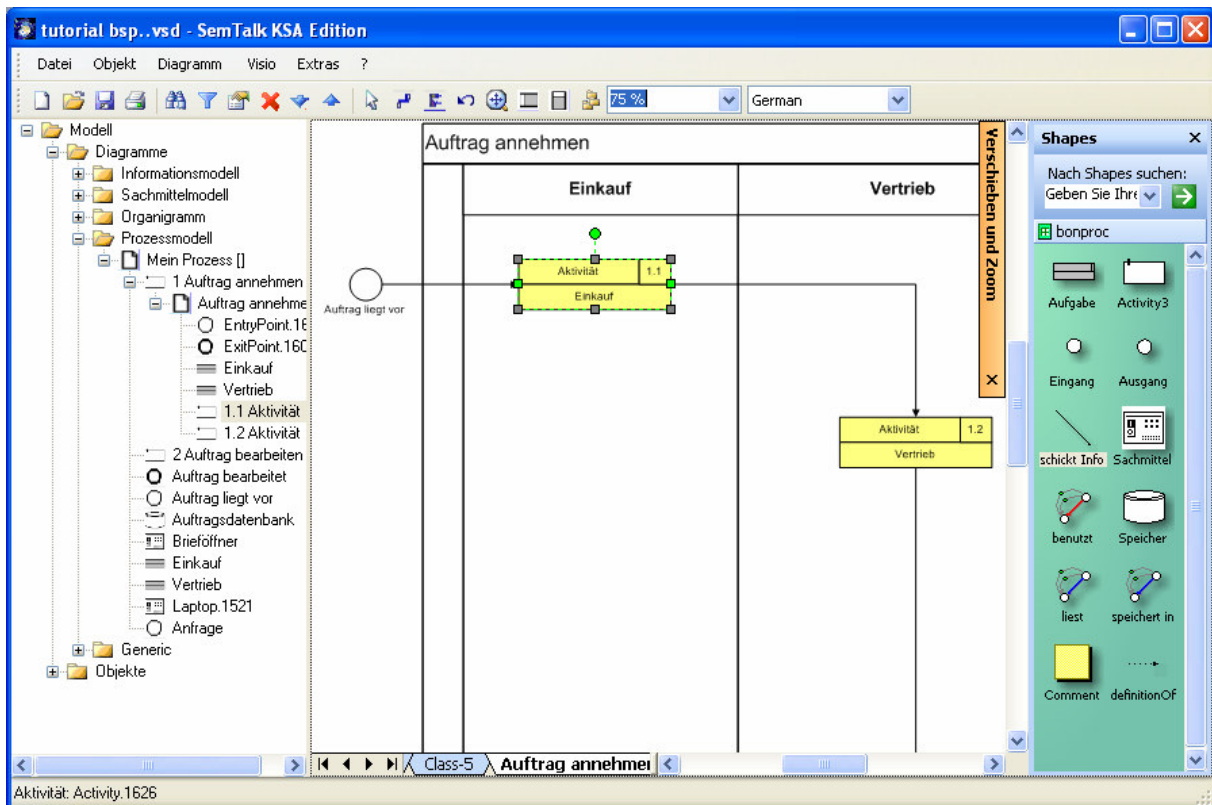 tutorial bsp..vsd - SemTalk KSA Edition
Datei Objekt Diagramm Visio Extras ?
75 % German
Modell
Diagramme
Informationsmodell
Sachmittelmodell
Organigramm
Prozessmodell
Mein Prozess []
1 Auftrag annehmen
Auftrag annehme
EntryPoint.16
ExitPoint.160
Einkauf
Vertrieb
1.1 Aktivität
1.2 Aktivität
2 Auftrag bearbeiten
Auftrag bearbeitet
Auftrag liegt vor
Auftragsdatenbank
Brieföffner
Einkauf
Vertrieb
Laptop.1521
Anfrage
Generic
Objekte
Auftrag annehmen
Einkauf Vertrieb
Aktivität 1.1
Einkauf
Auftrag liegt vor
Aktivität 1.2
Vertrieb
Verschieben und Zoom
Class-5 Auftrag annehmei
Shapes
Nach Shapes suchen:
Geben Sie Ihre
bonproc
Aufgabe Activity3
Eingang Ausgang
schickt Info Sachmittel
benutzt Speicher
liest speichert in
Comment definitionOf
Aktivität: Activity.1626